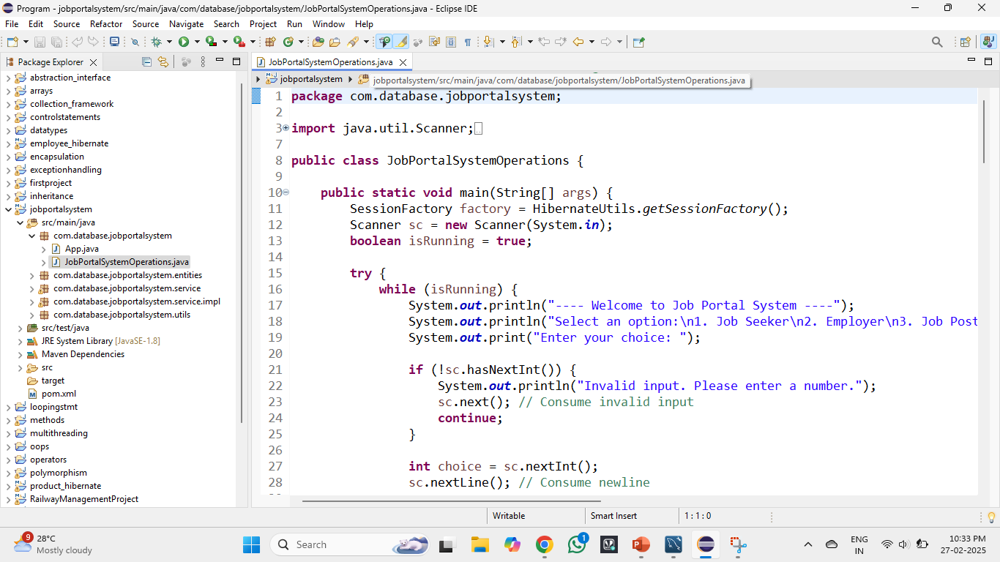 Program - jobportalsystem/src/main/java/com/database/jobportalsystem/JobPortalSystemOperations.java - Eclipse IDE
File Edit Source Refactor Source Navigate Search Project Run Window Help
Package Explorer
abstraction_interface
arrays
collection_framework
controlstatements
datatypes
employee_hibernate
encapsulation
exceptionhandling
firstproject
inheritance
jobportalsystem
src/main/java
com.database.jobportalsystem
App.java
JobPortalSystemOperations.java
com.database.jobportalsystem.entities
com.database.jobportalsystem.service
com.database.jobportalsystem.service.impl
com.database.jobportalsystem.utils
src/test/java
JRE System Library [JavaSE-1.8]
Maven Dependencies
src
target
pom.xml
loopingstmt
methods
multithreading
oops
operators
polymorphism
product_hibernate
RailwayManagementProject
JobPortalSystemOperations.java
jobportalsystem
jobportalsystem/src/main/java/com/database/jobportalsystem/JobPortalSystemOperations.java
1 package com.database.jobportalsystem;
2
3 import java.util.Scanner;
7
8 public class JobPortalSystemOperations {
9
10 public static void main(String[] args) {
11 SessionFactory factory = HibernateUtils.getSessionFactory();
12 Scanner sc = new Scanner(System.in);
13 boolean isRunning = true;
14
15 try {
16 while (isRunning) {
17 System.out.println("---- Welcome to Job Portal System ----");
18 System.out.println("Select an option:\n1. Job Seeker\n2. Employer\n3. Job Post
19 System.out.print("Enter your choice: ");
20
21 if (!sc.hasNextInt()) {
22 System.out.println("Invalid input. Please enter a number.");
23 sc.next(); // Consume invalid input
24 continue;
25 }
26
27 int choice = sc.nextInt();
28 sc.nextLine(); // Consume newline
Writable Smart Insert 1 : 1 : 0
9
28°C
Mostly cloudy
Search
1
ENG
IN
10:33 PM
27-02-2025